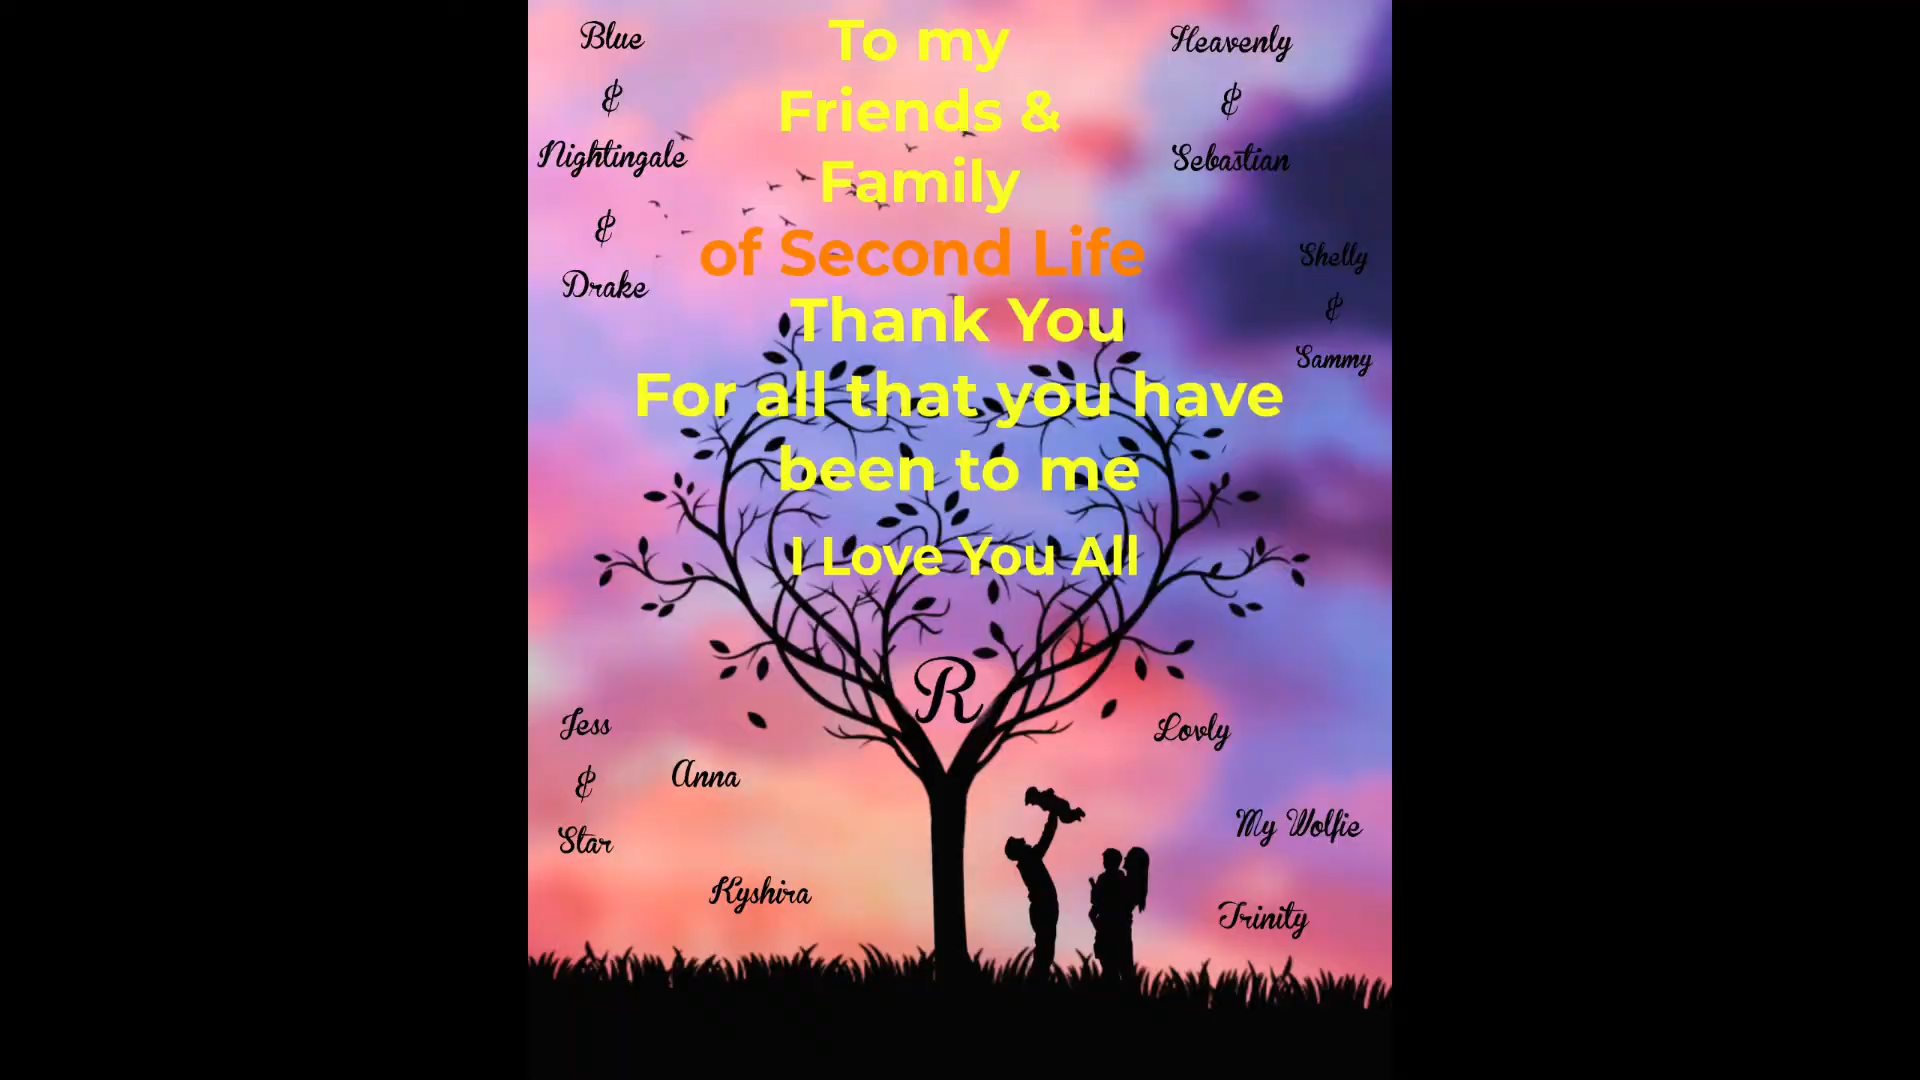 Blue
&
Nightingale
&
Drake
To my
Friends &
Family
of Second Life
Thank You
For all that you have
been to me
I Love You All
Heavenly
&
Sebastian
Shelly
&
Sammy
R
Jess
&
Star
Anna
Kyshira
Lovly
My Wolfie
Trinity